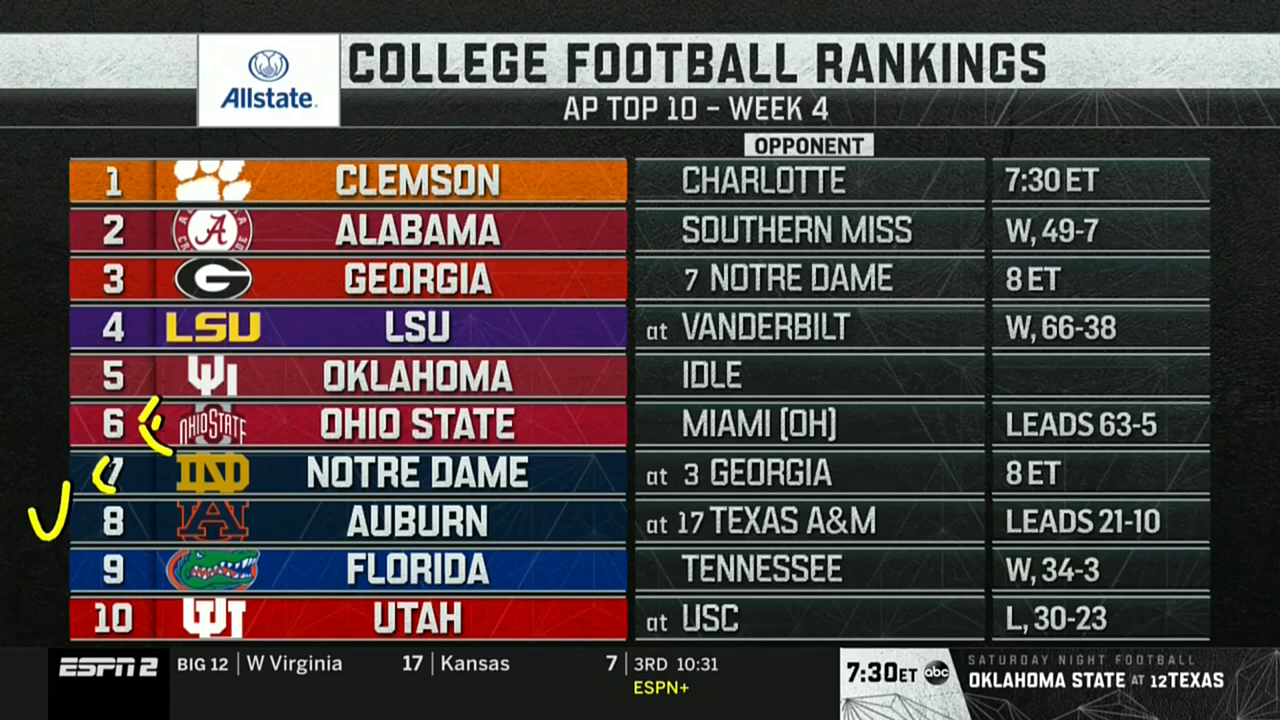 Allstate.
COLLEGE FOOTBALL RANKINGS
AP TOP 10 – WEEK 4
OPPONENT
1 CLEMSON CHARLOTTE 7:30 ET
2 A ALABAMA SOUTHERN MISS W, 49-7
3 G GEORGIA 7 NOTRE DAME 8 ET
4 LSU LSU at VANDERBILT W, 66-38
5 OU OKLAHOMA IDLE
6 OHIO STATE OHIO STATE MIAMI (OH) LEADS 63-5
7 ND NOTRE DAME at 3 GEORGIA 8 ET
8 AU AUBURN at 17 TEXAS A&M LEADS 21-10
9 FLORIDA TENNESSEE W, 34-3
10 UT UTAH at USC L, 30-23
ESPN2 BIG 12 W Virginia 17 Kansas 7 3RD 10:31
ESPN+
7:30ET abc SATURDAY NIGHT FOOTBALL
OKLAHOMA STATE AT 12TEXAS